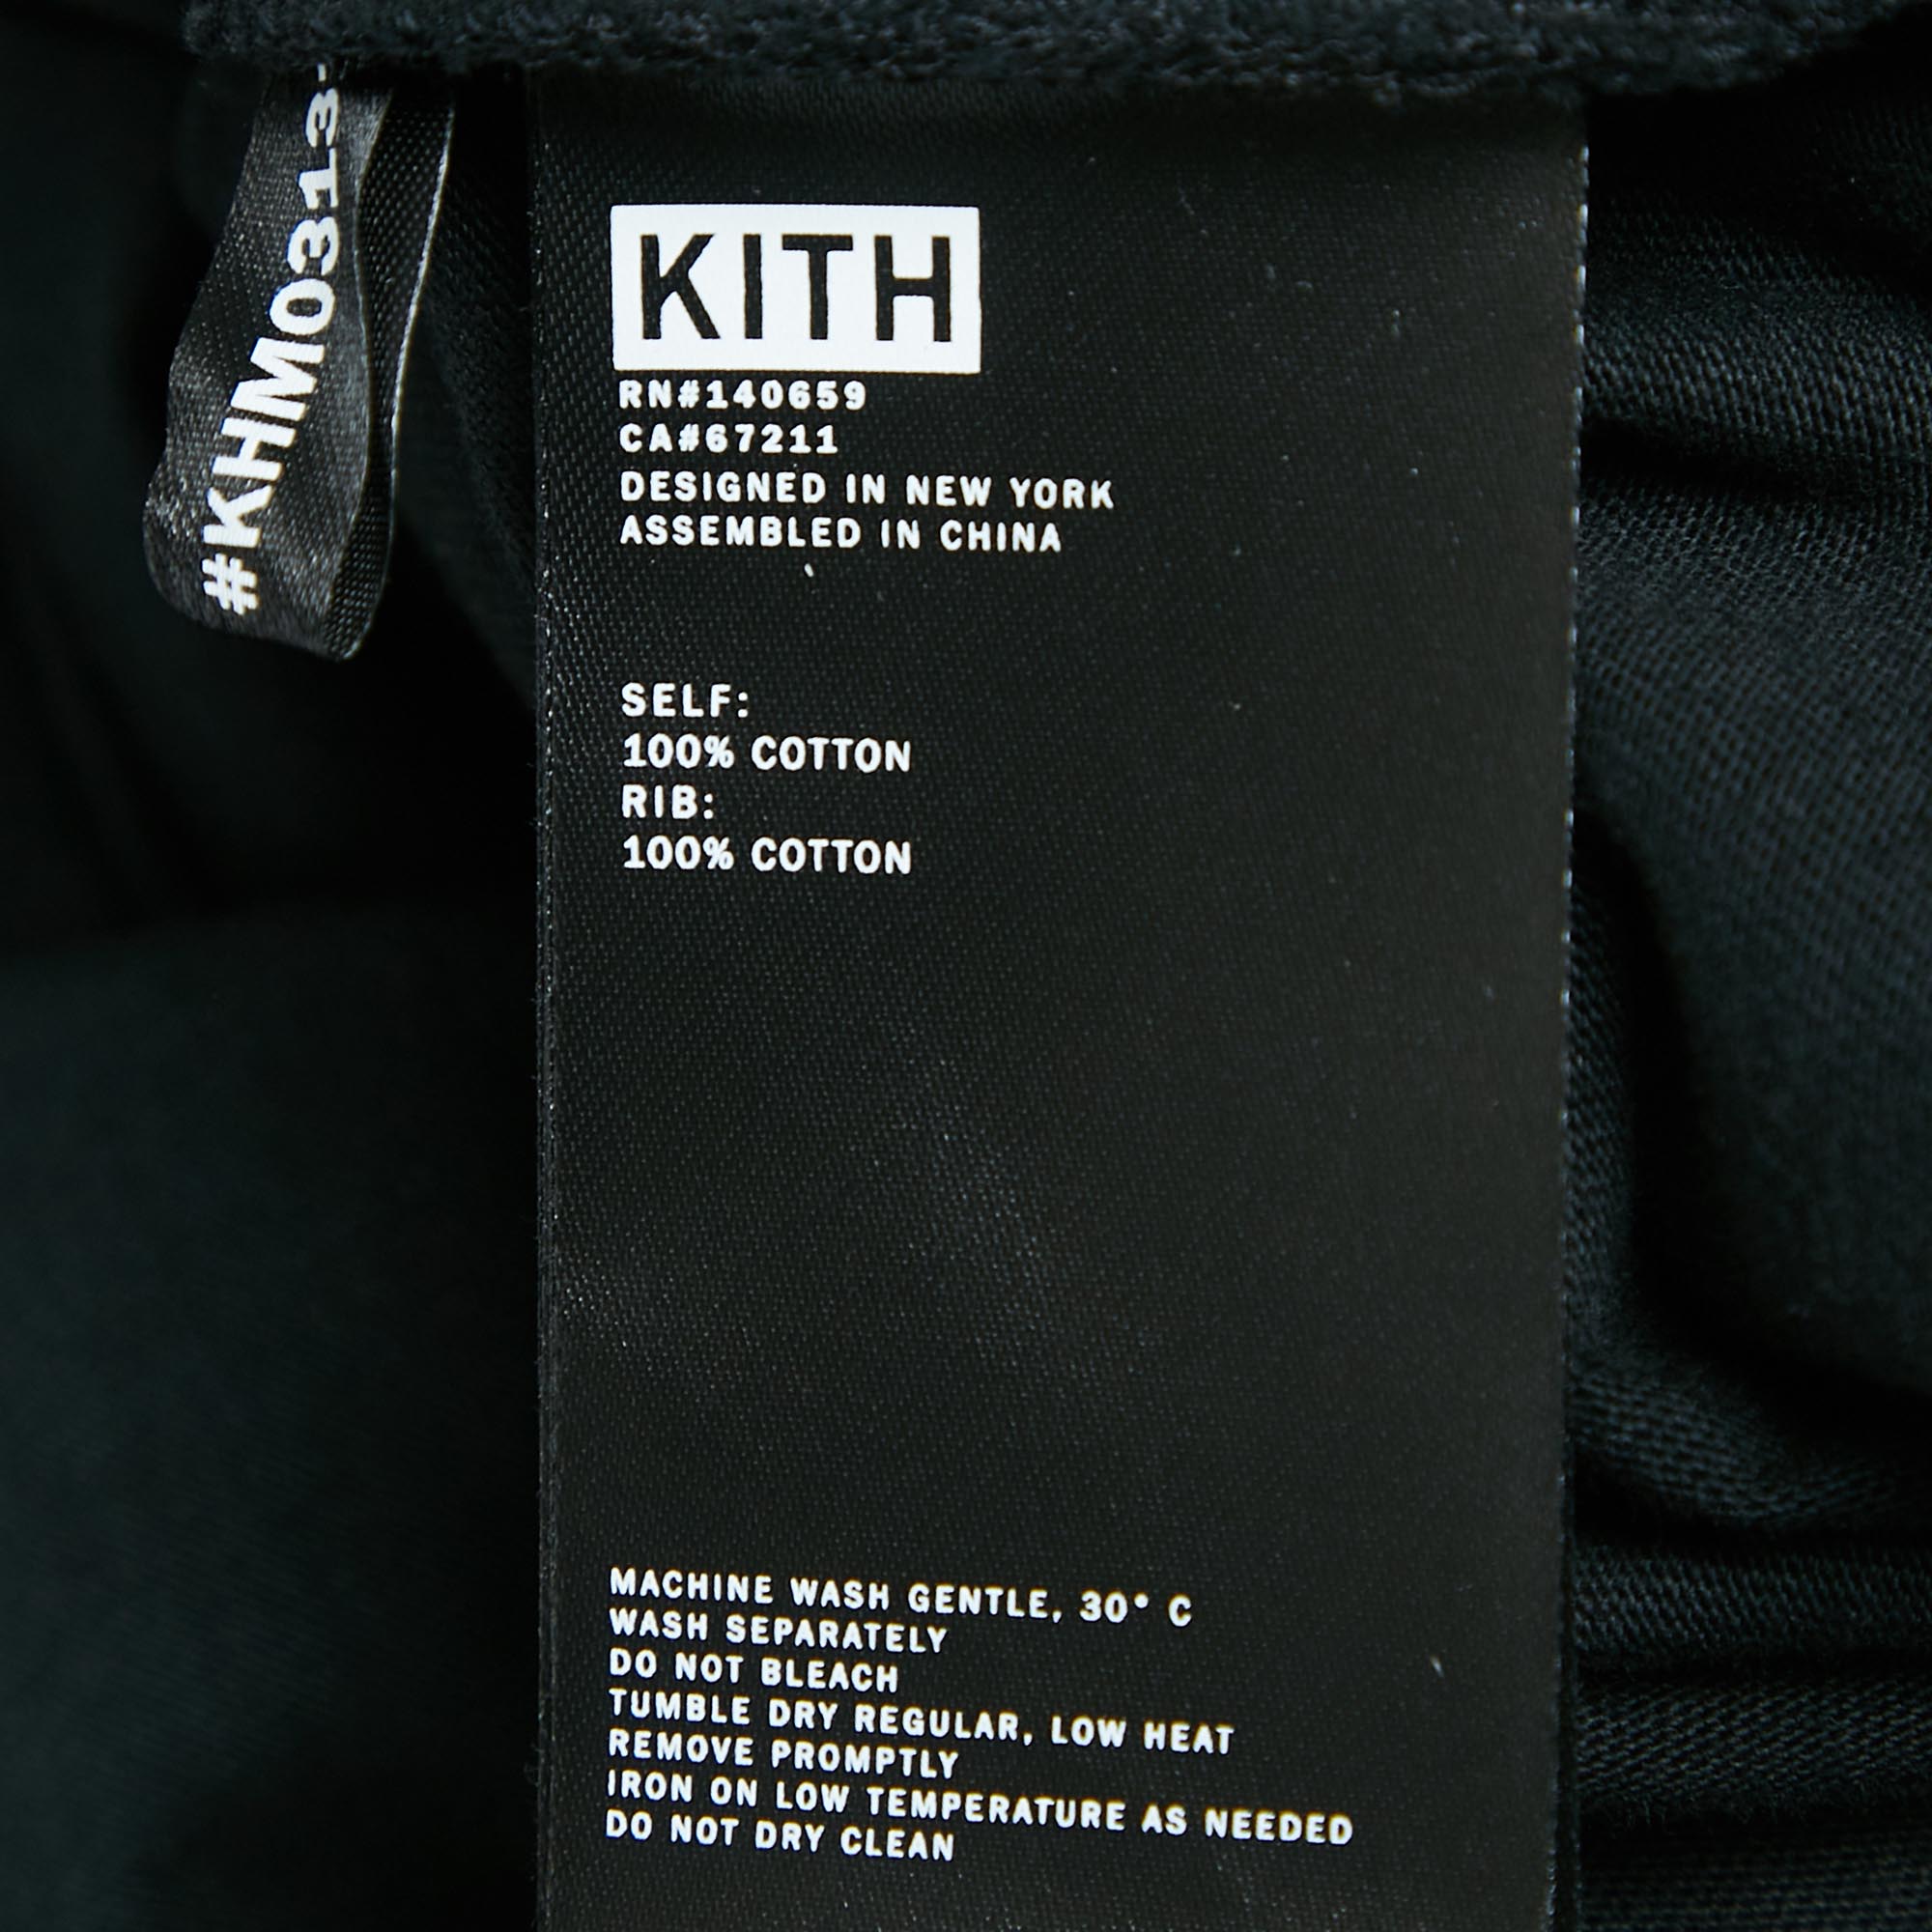 #KHM0313-
KITH
RN#140659
CA#67211
DESIGNED IN NEW YORK
ASSEMBLED IN CHINA
SELF:
100% COTTON
RIB:
100% COTTON
MACHINE WASH GENTLE, 30° C
WASH SEPARATELY
DO NOT BLEACH
TUMBLE DRY REGULAR, LOW HEAT
REMOVE PROMPTLY
IRON ON LOW TEMPERATURE AS NEEDED
DO NOT DRY CLEAN